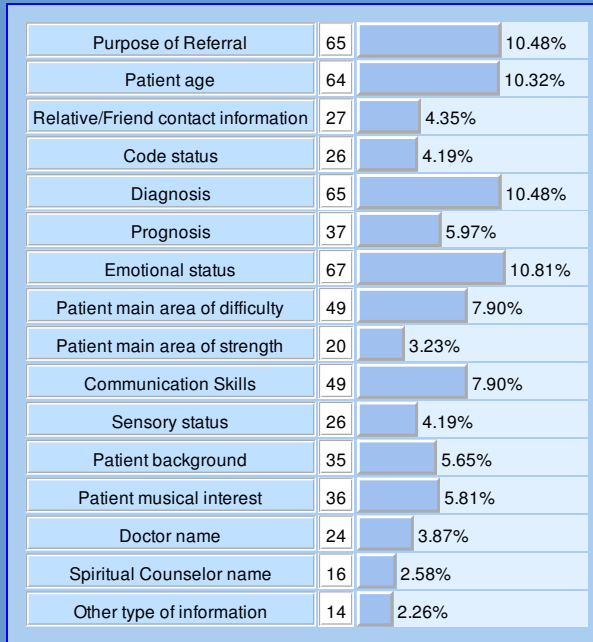 Purpose of Referral 65 10.48%
Patient age 64 10.32%
Relative/Friend contact information 27 4.35%
Code status 26 4.19%
Diagnosis 65 10.48%
Prognosis 37 5.97%
Emotional status 67 10.81%
Patient main area of difficulty 49 7.90%
Patient main area of strength 20 3.23%
Communication Skills 49 7.90%
Sensory status 26 4.19%
Patient background 35 5.65%
Patient musical interest 36 5.81%
Doctor name 24 3.87%
Spiritual Counselor name 16 2.58%
Other type of information 14 2.26%